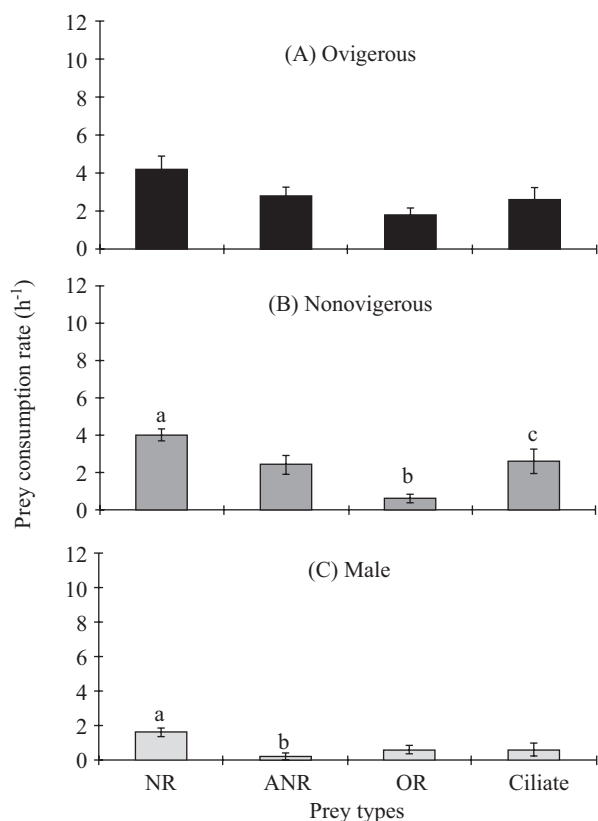 12
10
8
6
4
2
0
(A) Ovigerous
12
10
8
6
4
2
0
(B) Nonovigerous
a
b
c
12
10
8
6
4
2
0
(C) Male
a
b
NR ANR OR Ciliate
Prey types
Prey consumption rate (h⁻¹)